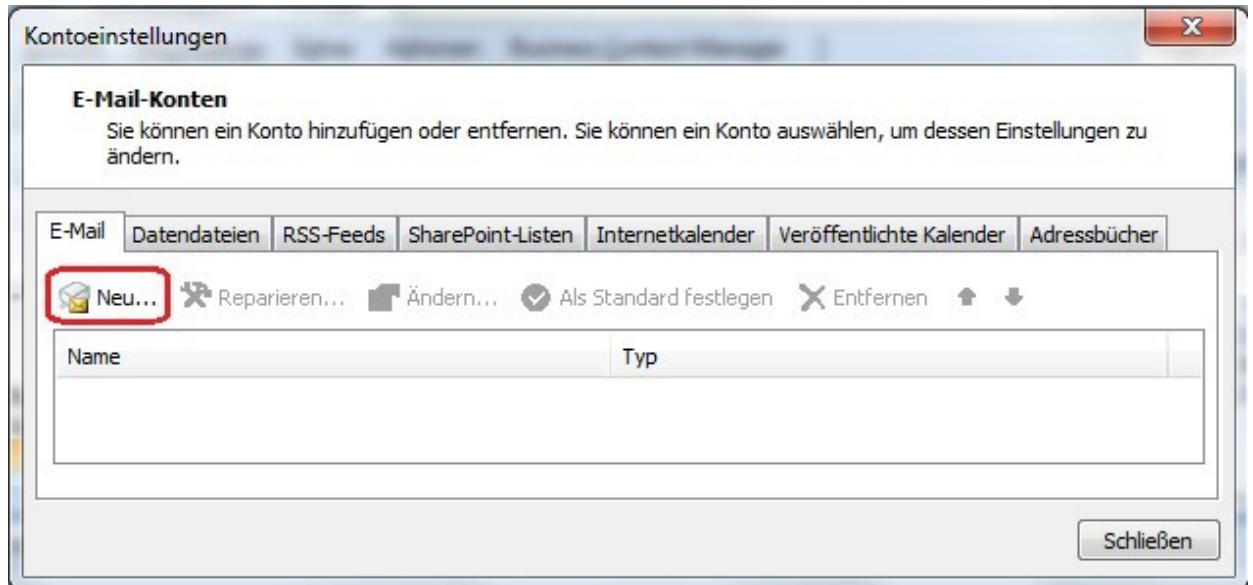 Kontoeinstellungen
E-Mail-Konten
Sie können ein Konto hinzufügen oder entfernen. Sie können ein Konto auswählen, um dessen Einstellungen zu
ändern.
E-Mail Datendateien RSS-Feeds SharePoint-Listen Internetkalender Veröffentlichte Kalender Adressbücher
Neu... Reparieren... Ändern... Als Standard festlegen Entfernen
Name Typ
Schließen